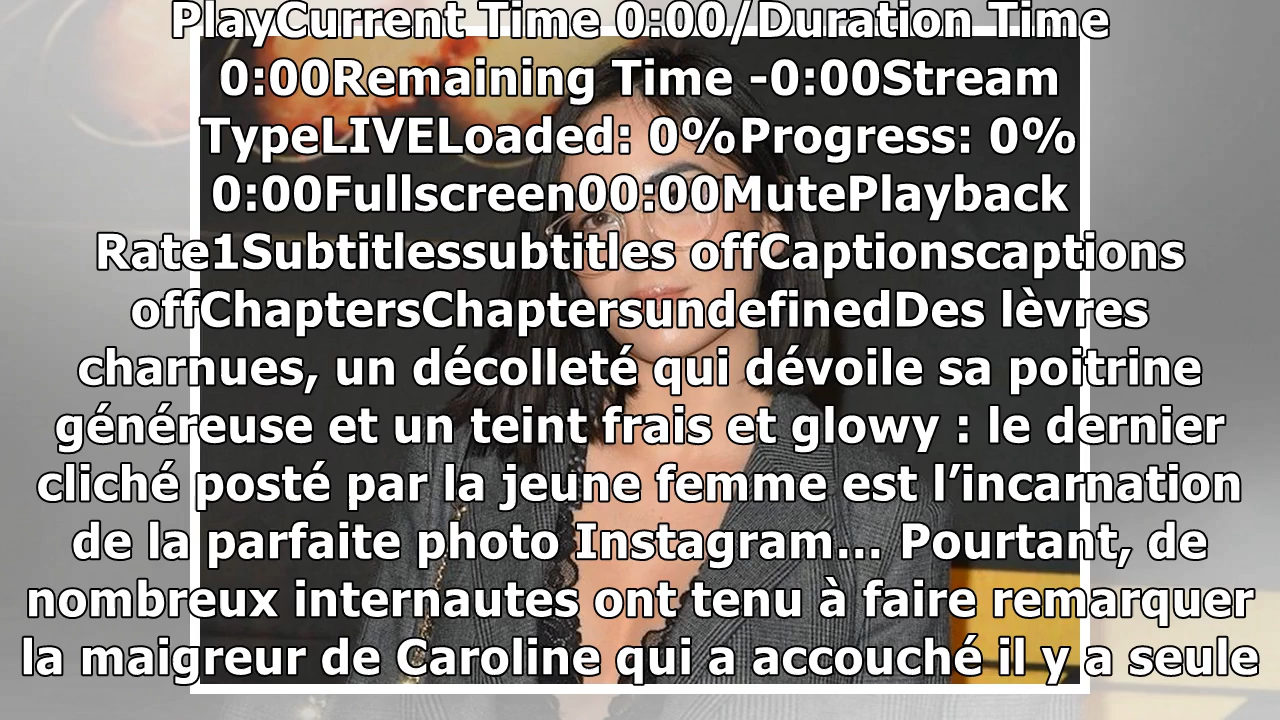 PlayCurrent Time 0:00/Duration Time
0:00Remaining Time -0:00Stream
TypeLIVELoaded: 0%Progress: 0%
0:00Fullscreen00:00MutePlayback
Rate1Subtitlessubtitles offCaptionscaptions
offChaptersChaptersundefinedDes lèvres
charnues, un décolleté qui dévoile sa poitrine
généreuse et un teint frais et glowy : le dernier
cliché posté par la jeune femme est l’incarnation
de la parfaite photo Instagram… Pourtant, de
nombreux internautes ont tenu à faire remarquer
la maigreur de Caroline qui a accouché il y a seule